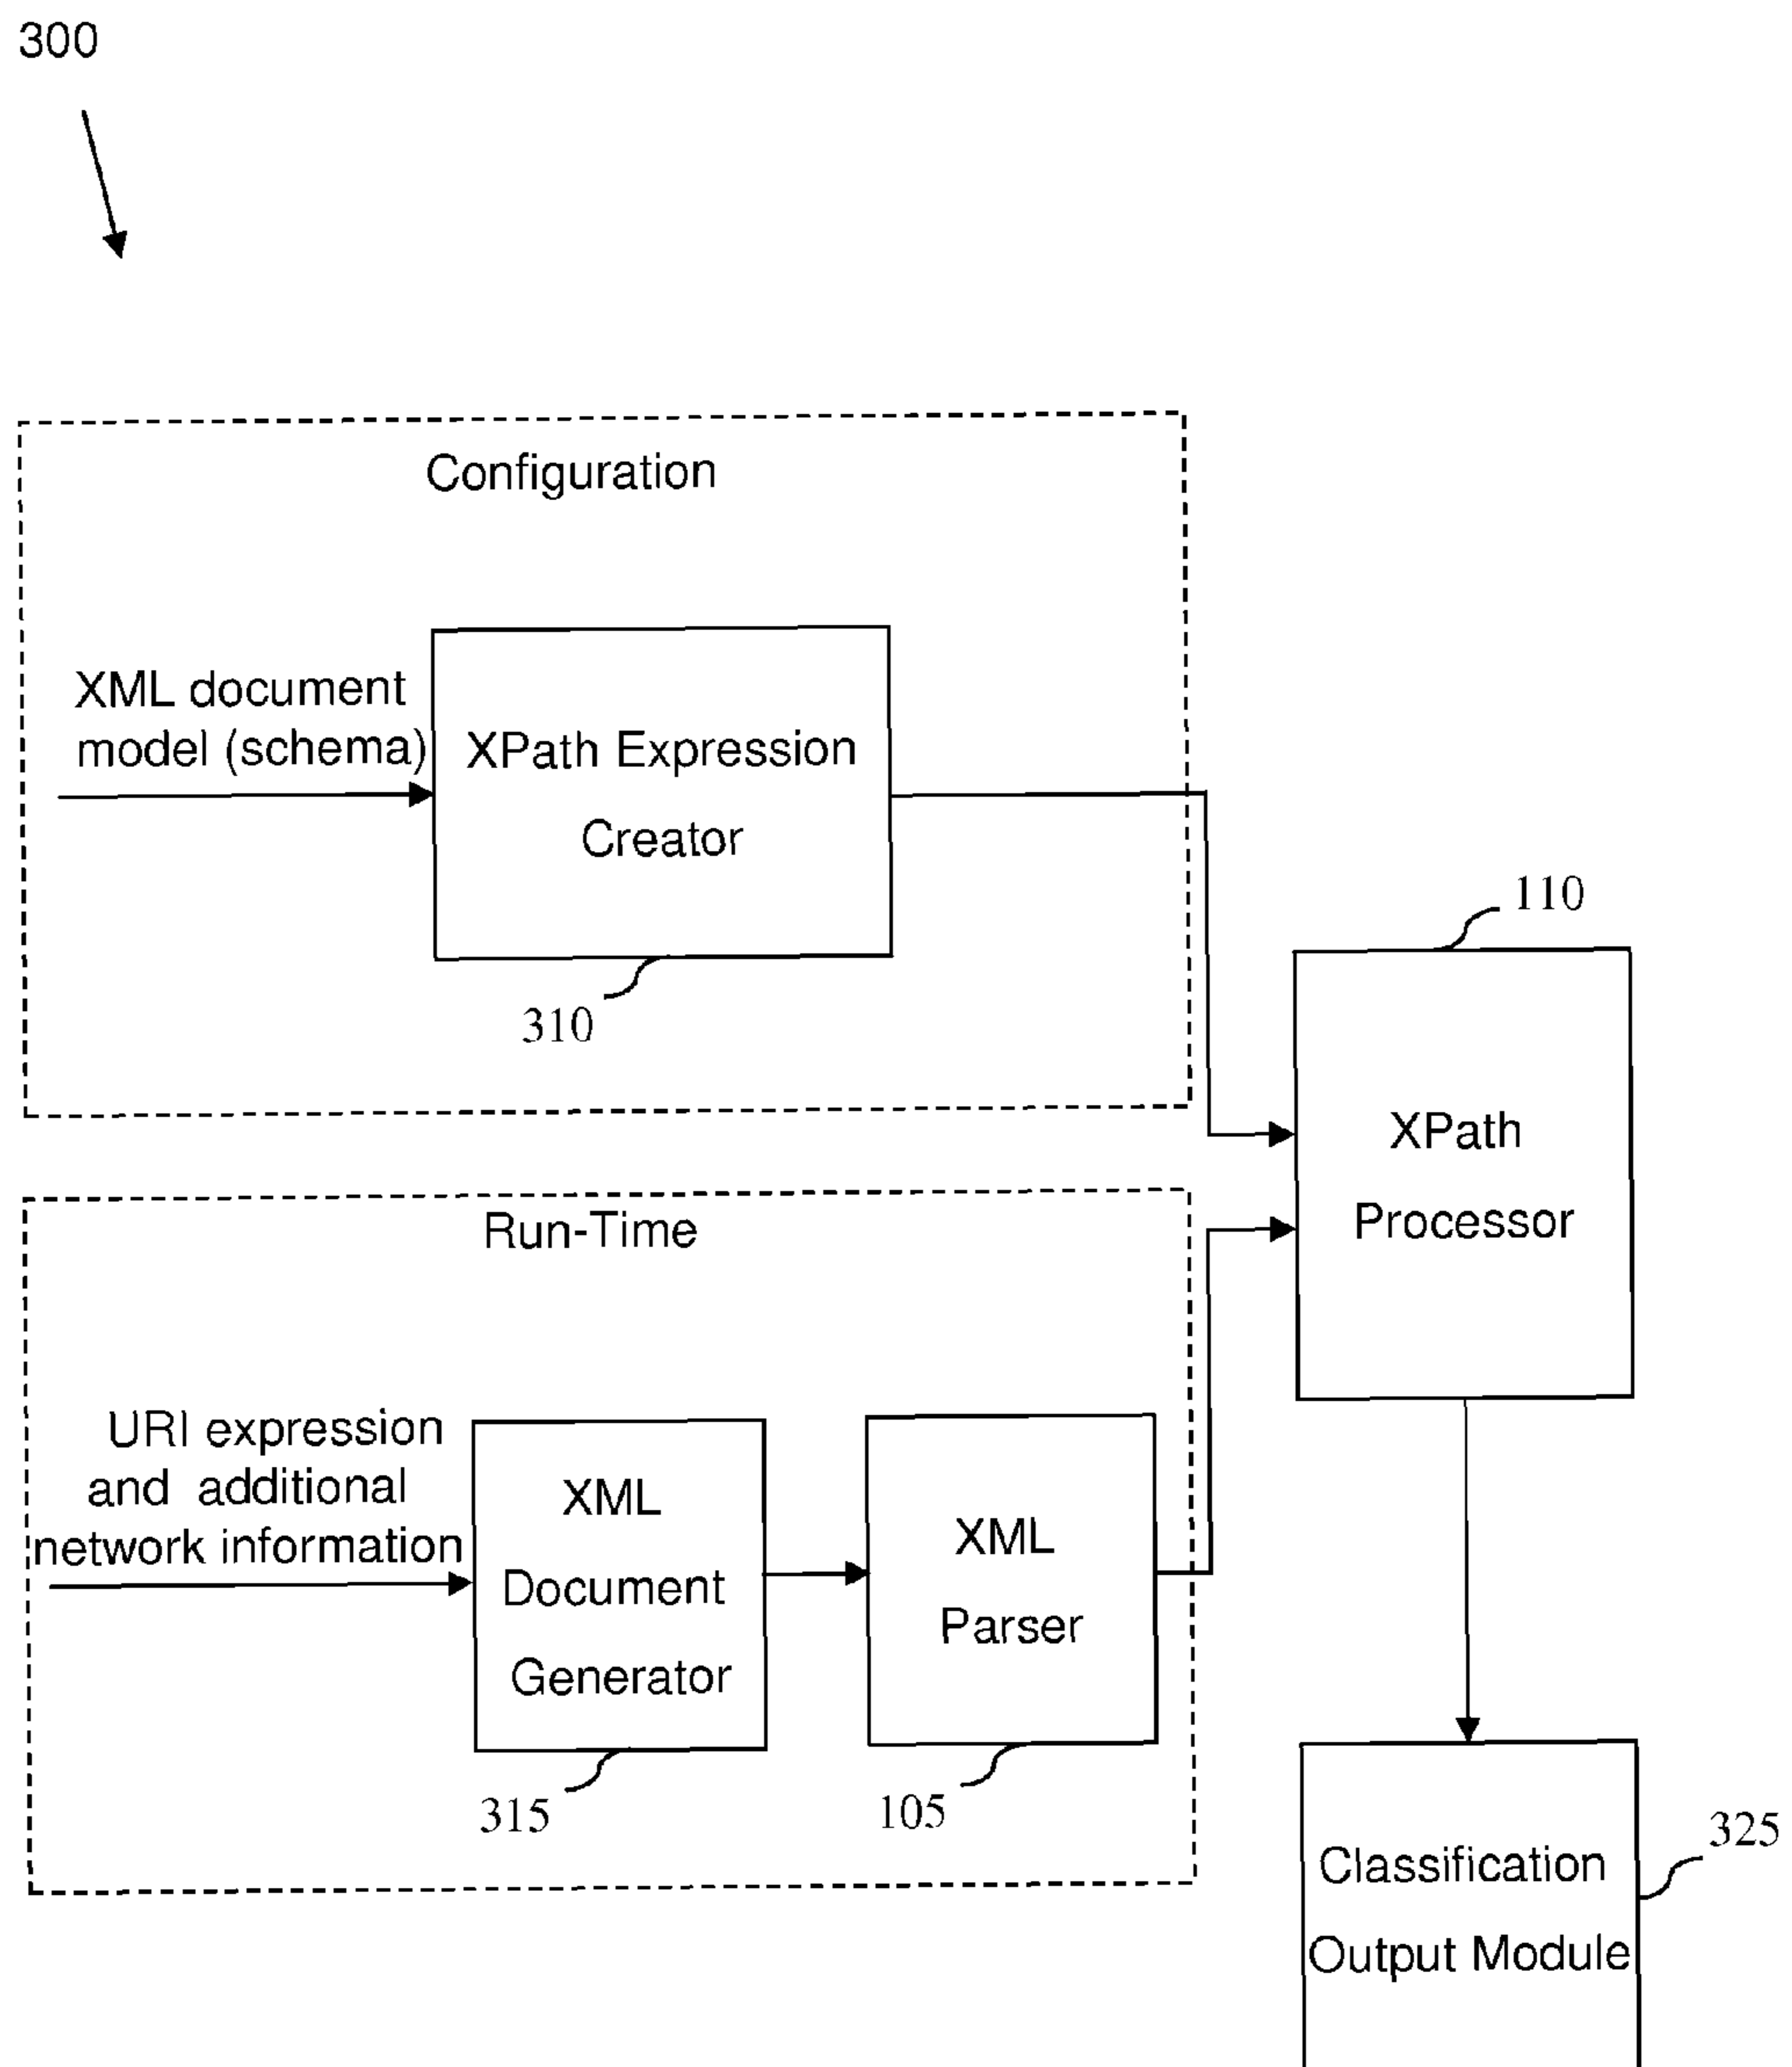 300
Configuration
XML document
model (schema)
XPath Expression
Creator
310
110
XPath
Processor
Run-Time
URI expression
and additional
network information
XML
Document
Generator
315
XML
Parser
105
325
Classification
Output Module